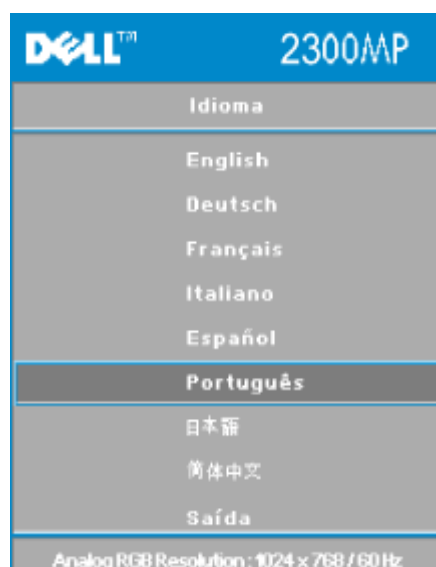 DELL™ 2300MP
Idioma
English
Deutsch
Français
Italiano
Español
Português
日本語
简体中文
Saída
Analog RGB Resolution : 1024 x 768 / 60 Hz